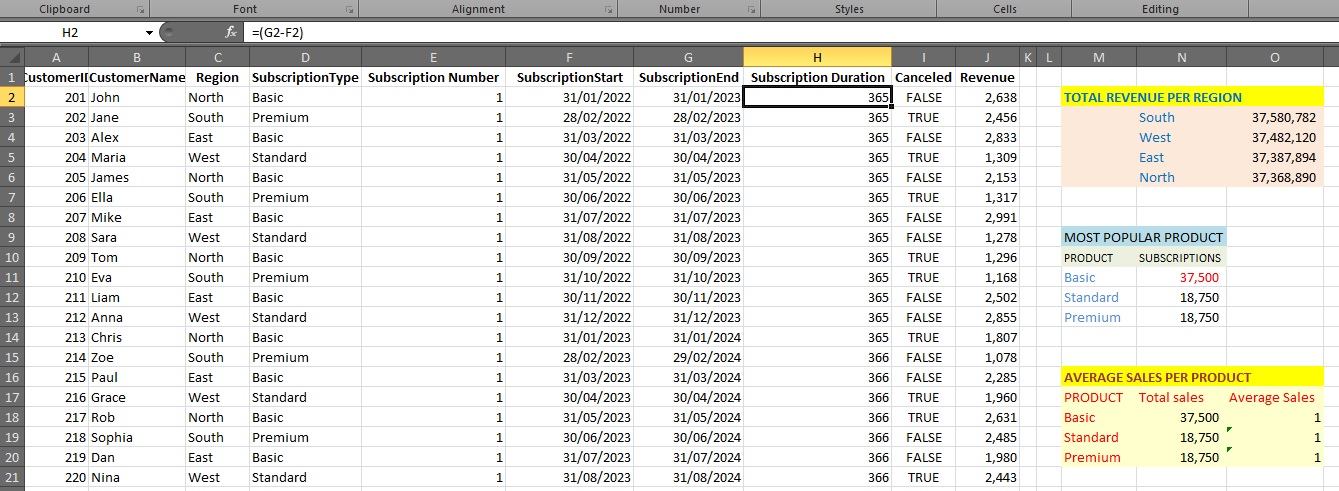 Clipboard Font Alignment Number Styles Cells Editing
H2 fx =(G2-F2)
A B C D E F G H I J K L M N O
1 CustomerID CustomerName Region SubscriptionType Subscription Number SubscriptionStart SubscriptionEnd Subscription Duration Canceled Revenue
2 201 John North Basic 1 31/01/2022 31/01/2023 365 FALSE 2,638 TOTAL REVENUE PER REGION
3 202 Jane South Premium 1 28/02/2022 28/02/2023 365 TRUE 2,456 South 37,580,782
4 203 Alex East Basic 1 31/03/2022 31/03/2023 365 FALSE 2,833 West 37,482,120
5 204 Maria West Standard 1 30/04/2022 30/04/2023 365 TRUE 1,309 East 37,387,894
6 205 James North Basic 1 31/05/2022 31/05/2023 365 FALSE 2,153 North 37,368,890
7 206 Ella South Premium 1 30/06/2022 30/06/2023 365 TRUE 1,317
8 207 Mike East Basic 1 31/07/2022 31/07/2023 365 FALSE 2,991
9 208 Sara West Standard 1 31/08/2022 31/08/2023 365 FALSE 1,278 MOST POPULAR PRODUCT
10 209 Tom North Basic 1 30/09/2022 30/09/2023 365 TRUE 1,296 PRODUCT SUBSCRIPTIONS
11 210 Eva South Premium 1 31/10/2022 31/10/2023 365 TRUE 1,168 Basic 37,500
12 211 Liam East Basic 1 30/11/2022 30/11/2023 365 FALSE 2,502 Standard 18,750
13 212 Anna West Standard 1 31/12/2022 31/12/2023 365 FALSE 2,855 Premium 18,750
14 213 Chris North Basic 1 31/01/2023 31/01/2024 365 TRUE 1,807
15 214 Zoe South Premium 1 28/02/2023 29/02/2024 366 FALSE 1,078
16 215 Paul East Basic 1 31/03/2023 31/03/2024 366 FALSE 2,285 AVERAGE SALES PER PRODUCT
17 216 Grace West Standard 1 30/04/2023 30/04/2024 366 TRUE 1,960 PRODUCT Total sales Average Sales
18 217 Rob North Basic 1 31/05/2023 31/05/2024 366 TRUE 2,631 Basic 37,500 1
19 218 Sophia South Premium 1 30/06/2023 30/06/2024 366 FALSE 2,485 Standard 18,750 1
20 219 Dan East Basic 1 31/07/2023 31/07/2024 366 FALSE 1,980 Premium 18,750 1
21 220 Nina West Standard 1 31/08/2023 31/08/2024 366 TRUE 2,443